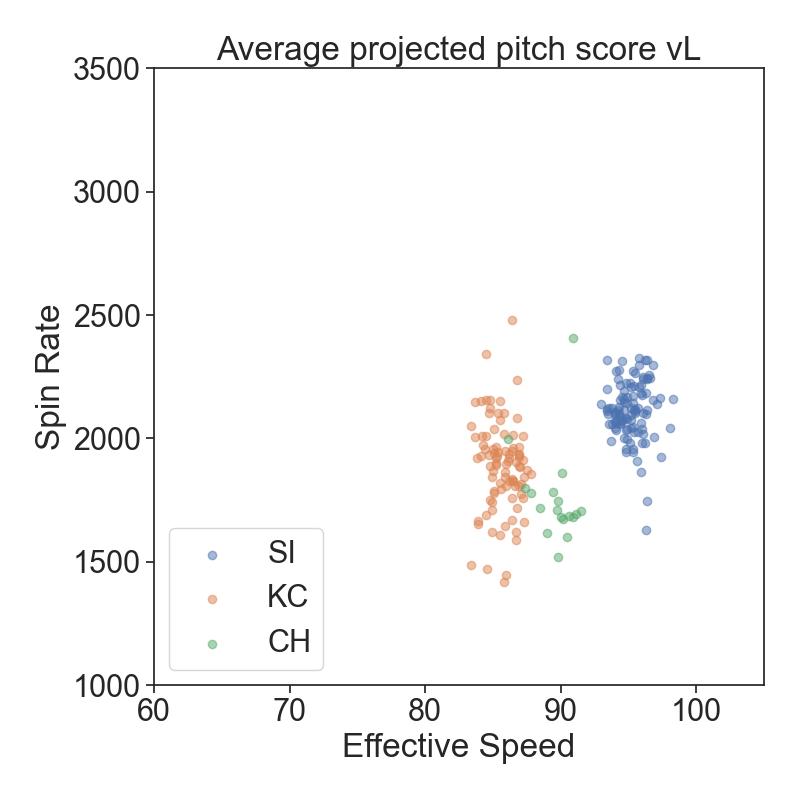 Average projected pitch score vL
3500
3000
2500
2000
1500
1000
Spin Rate
SI
KC
CH
60 70 80 90 100
Effective Speed